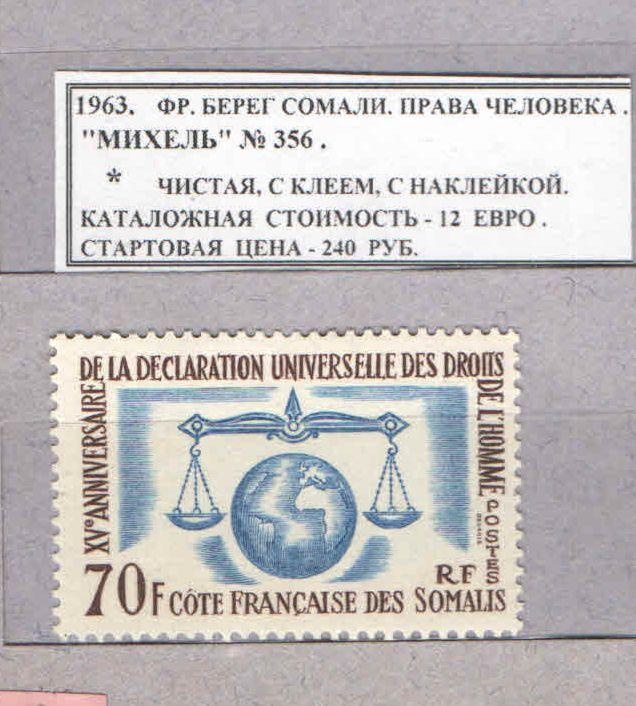 1963. ФР. БЕРЕГ СОМАЛИ. ПРАВА ЧЕЛОВЕКА .
"МИХЕЛЬ" № 356 .
* ЧИСТАЯ, С КЛЕЕМ, С НАКЛЕЙКОЙ.
КАТАЛОЖНАЯ СТОИМОСТЬ - 12 ЕВРО .
СТАРТОВАЯ ЦЕНА - 240 РУБ.
XVe ANNIVERSAIRE
DE LA DECLARATION UNIVERSELLE DES DROITS
DE L'HOMME
POSTES
RF
70F CÔTE FRANÇAISE DES SOMALIS